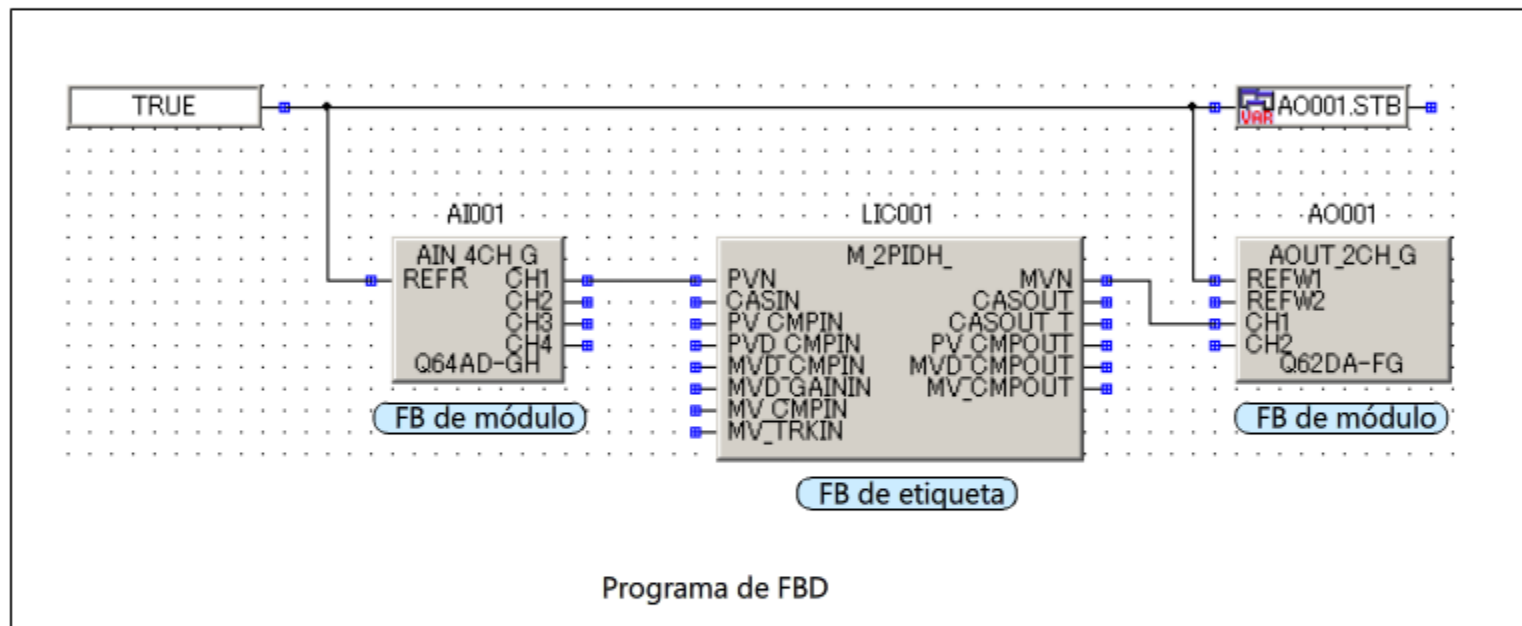 TRUE
VAR AO001.STB
AI001
LIC001
AO001
AIN_4CH_G
REFR CH1
CH2
CH3
CH4
Q64AD-GH
M_2PIDH_
PVN MVN
CASIN CASOUT
PV_CMPIN CASOUT_T
PVD_CMPIN PV_CMPOUT
MVD_CMPIN MVD_CMPOUT
MVD_GAININ MV_CMPOUT
MV_CMPIN
MV_TRKIN
AOUT_2CH_G
REFW1
REFW2
CH1
CH2
Q62DA-FG
FB de módulo
FB de etiqueta
FB de módulo
Programa de FBD